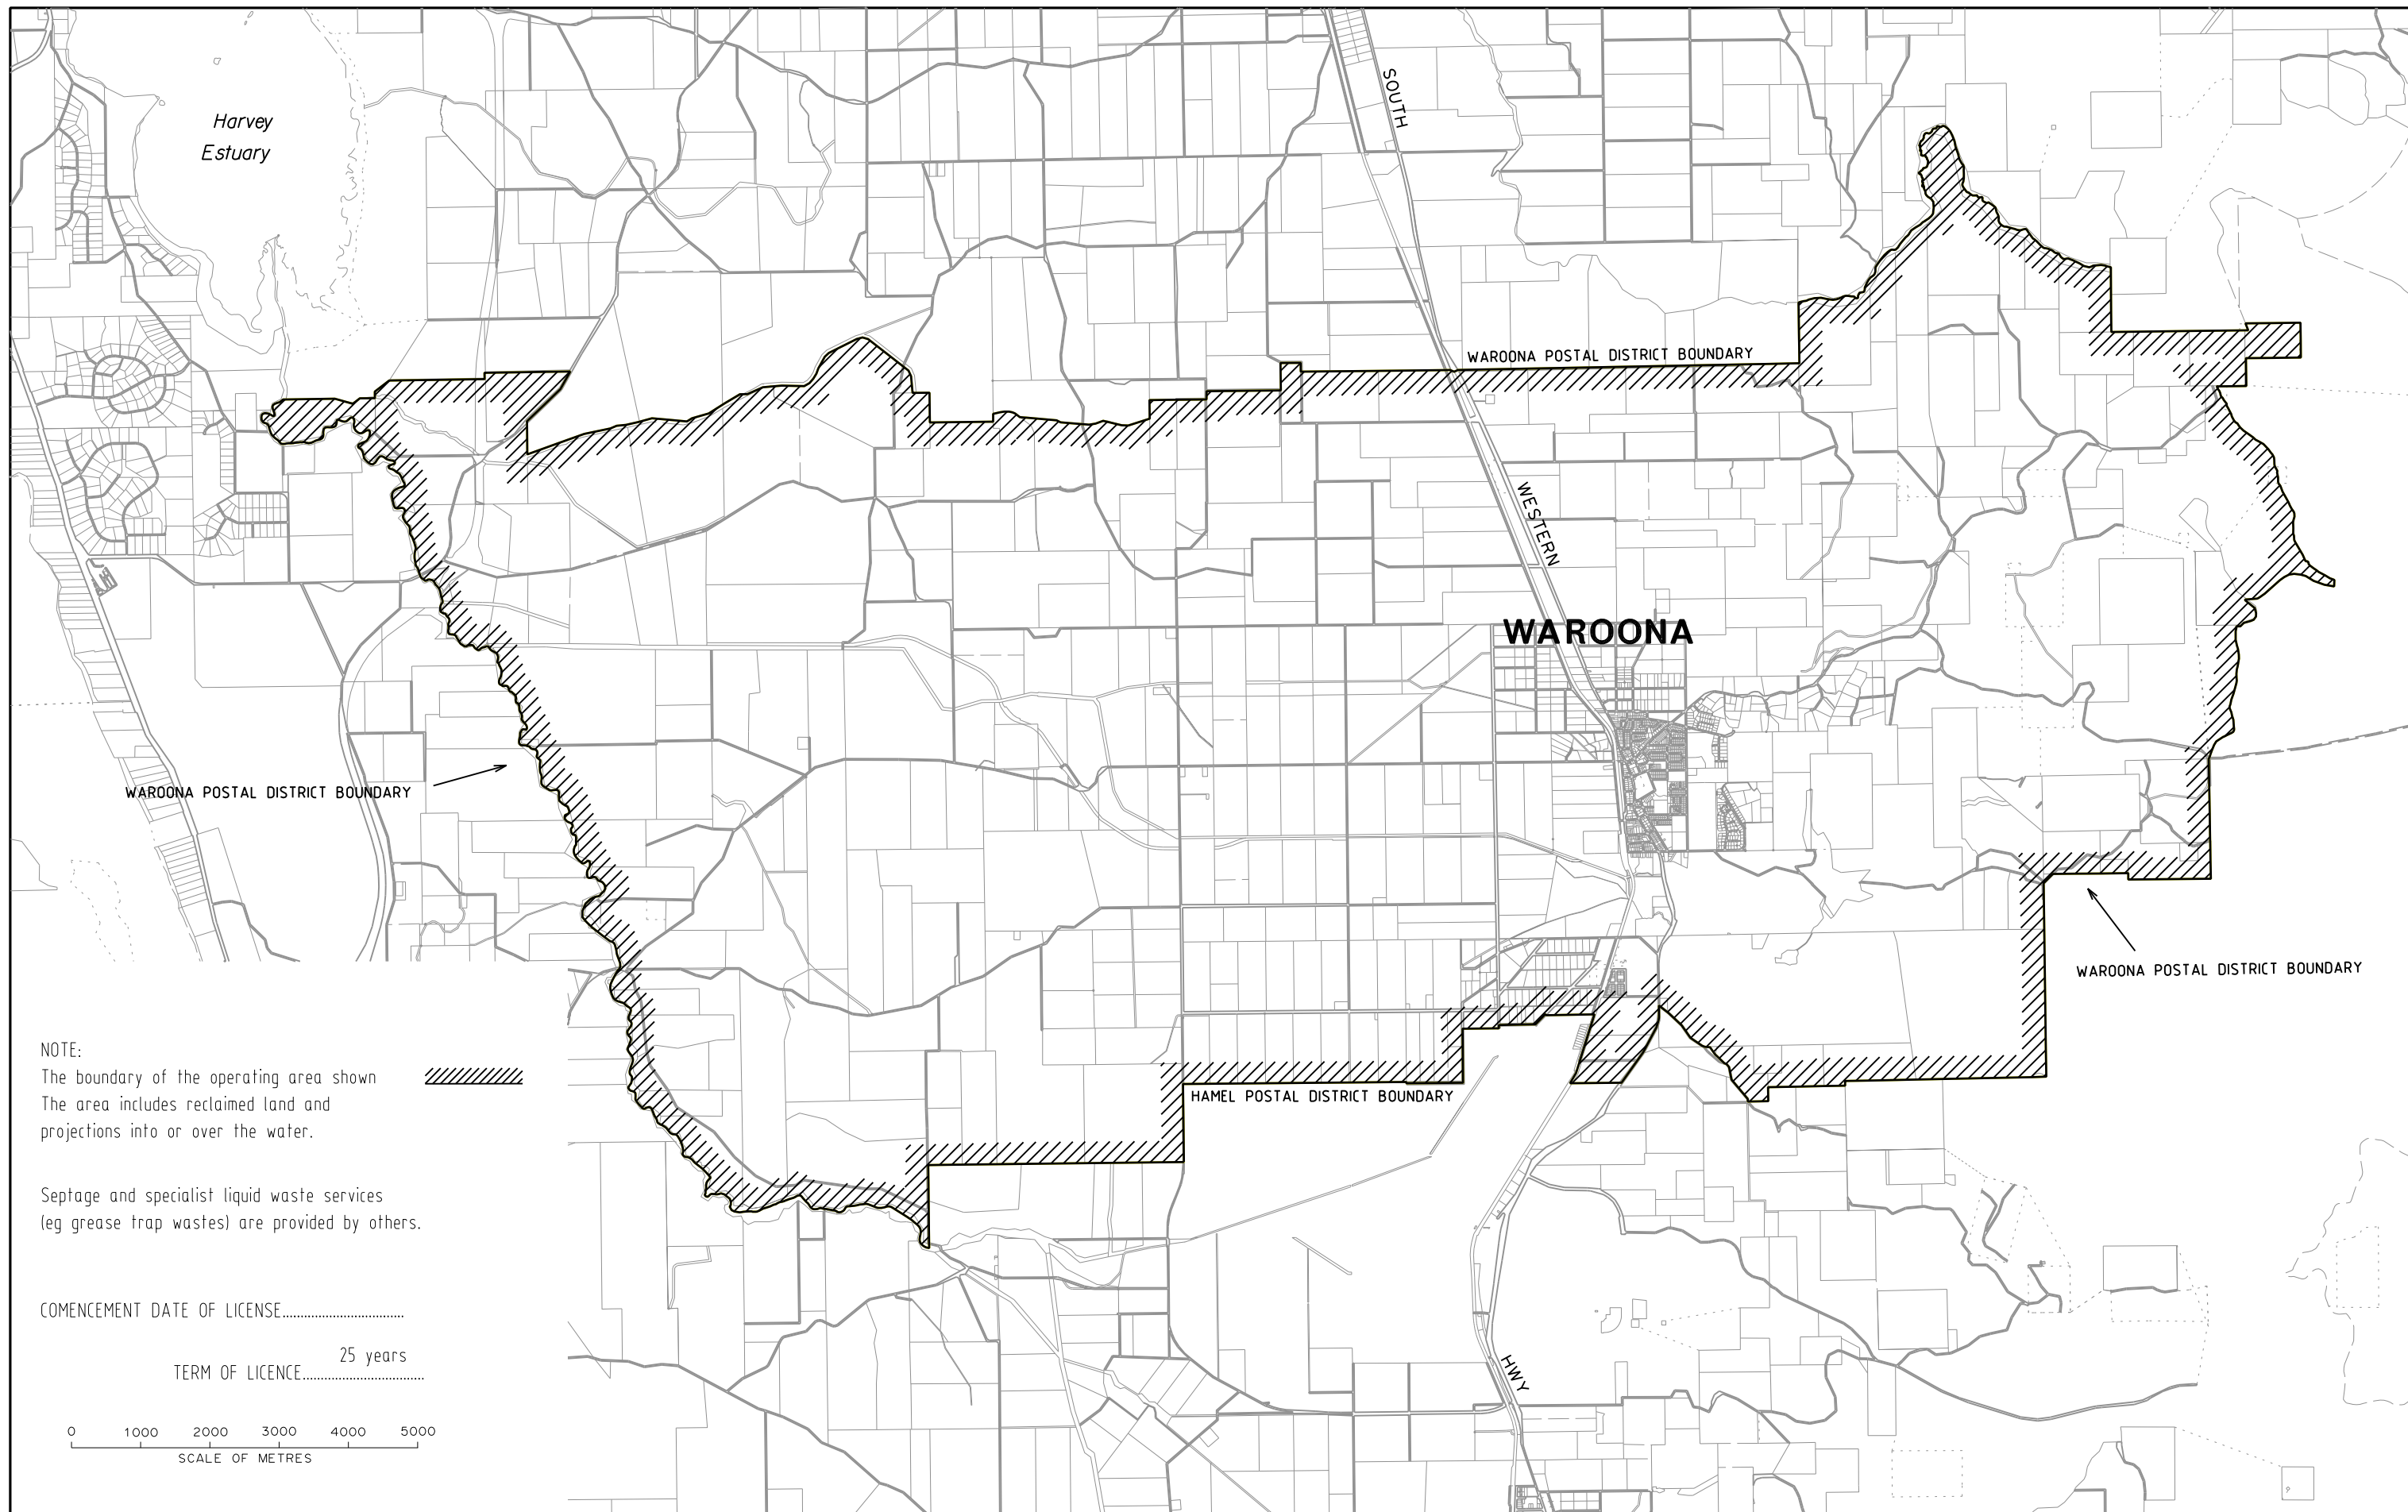 Harvey
Estuary
SOUTH
WAROONA POSTAL DISTRICT BOUNDARY
WESTERN
WAROONA
WAROONA POSTAL DISTRICT BOUNDARY
WAROONA POSTAL DISTRICT BOUNDARY
HAMEL POSTAL DISTRICT BOUNDARY
NOTE:
The boundary of the operating area shown
The area includes reclaimed land and
projections into or over the water.
Septage and specialist liquid waste services
(eg grease trap wastes) are provided by others.
COMENCEMENT DATE OF LICENSE..................................
25 years
TERM OF LICENCE..................................
HWY
0 1000 2000 3000 4000 5000
SCALE OF METRES